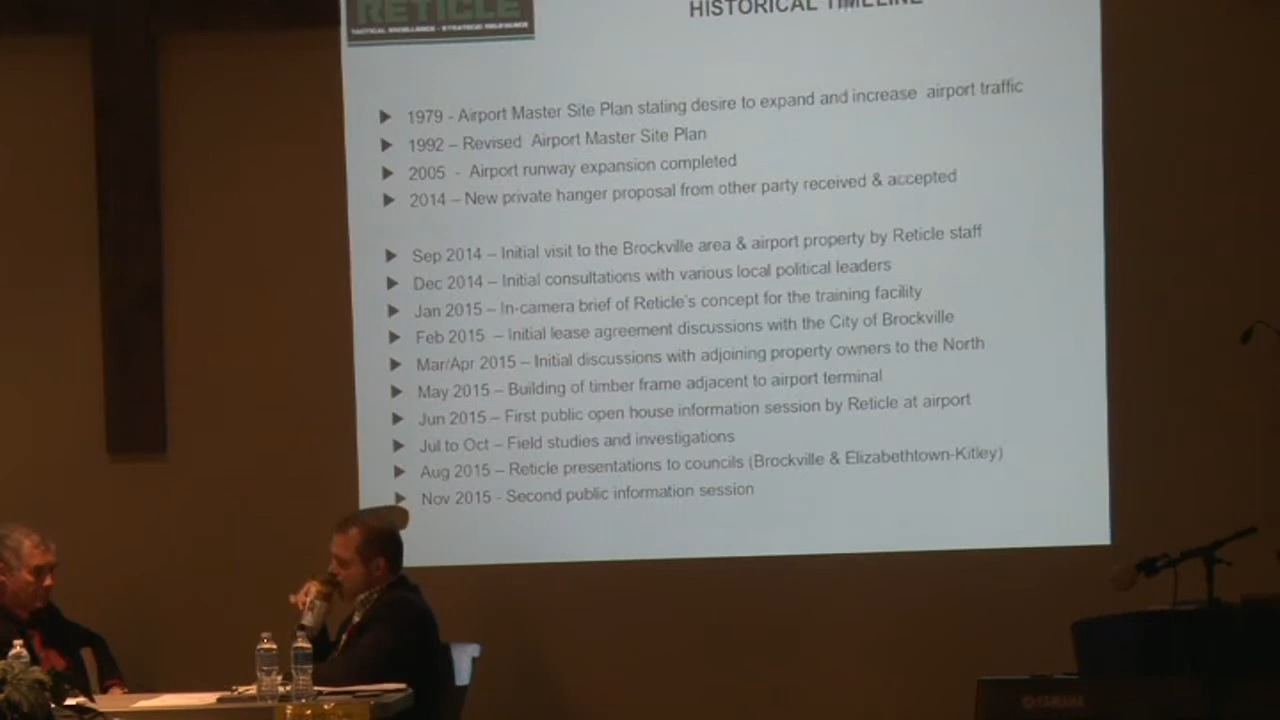 RETICLE
TACTICAL EXCELLENCE - STRATEGIC RELEVANCE
HISTORICAL TIMELINE
1979 - Airport Master Site Plan stating desire to expand and increase airport traffic
1992 – Revised Airport Master Site Plan
2005 - Airport runway expansion completed
2014 – New private hanger proposal from other party received & accepted
Sep 2014 – Initial visit to the Brockville area & airport property by Reticle staff
Dec 2014 – Initial consultations with various local political leaders
Jan 2015 – In-camera brief of Reticle's concept for the training facility
Feb 2015 – Initial lease agreement discussions with the City of Brockville
Mar/Apr 2015 – Initial discussions with adjoining property owners to the North
May 2015 – Building of timber frame adjacent to airport terminal
Jun 2015 – First public open house information session by Reticle at airport
Jul to Oct – Field studies and investigations
Aug 2015 – Reticle presentations to councils (Brockville & Elizabethtown-Kitley)
Nov 2015 - Second public information session
YAMAHA